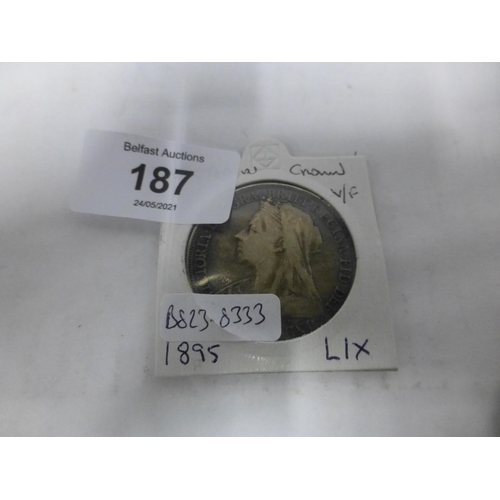 Belfast Auctions
187
24/05/2021
Crown
V/F
B823-8333
1895
LIX